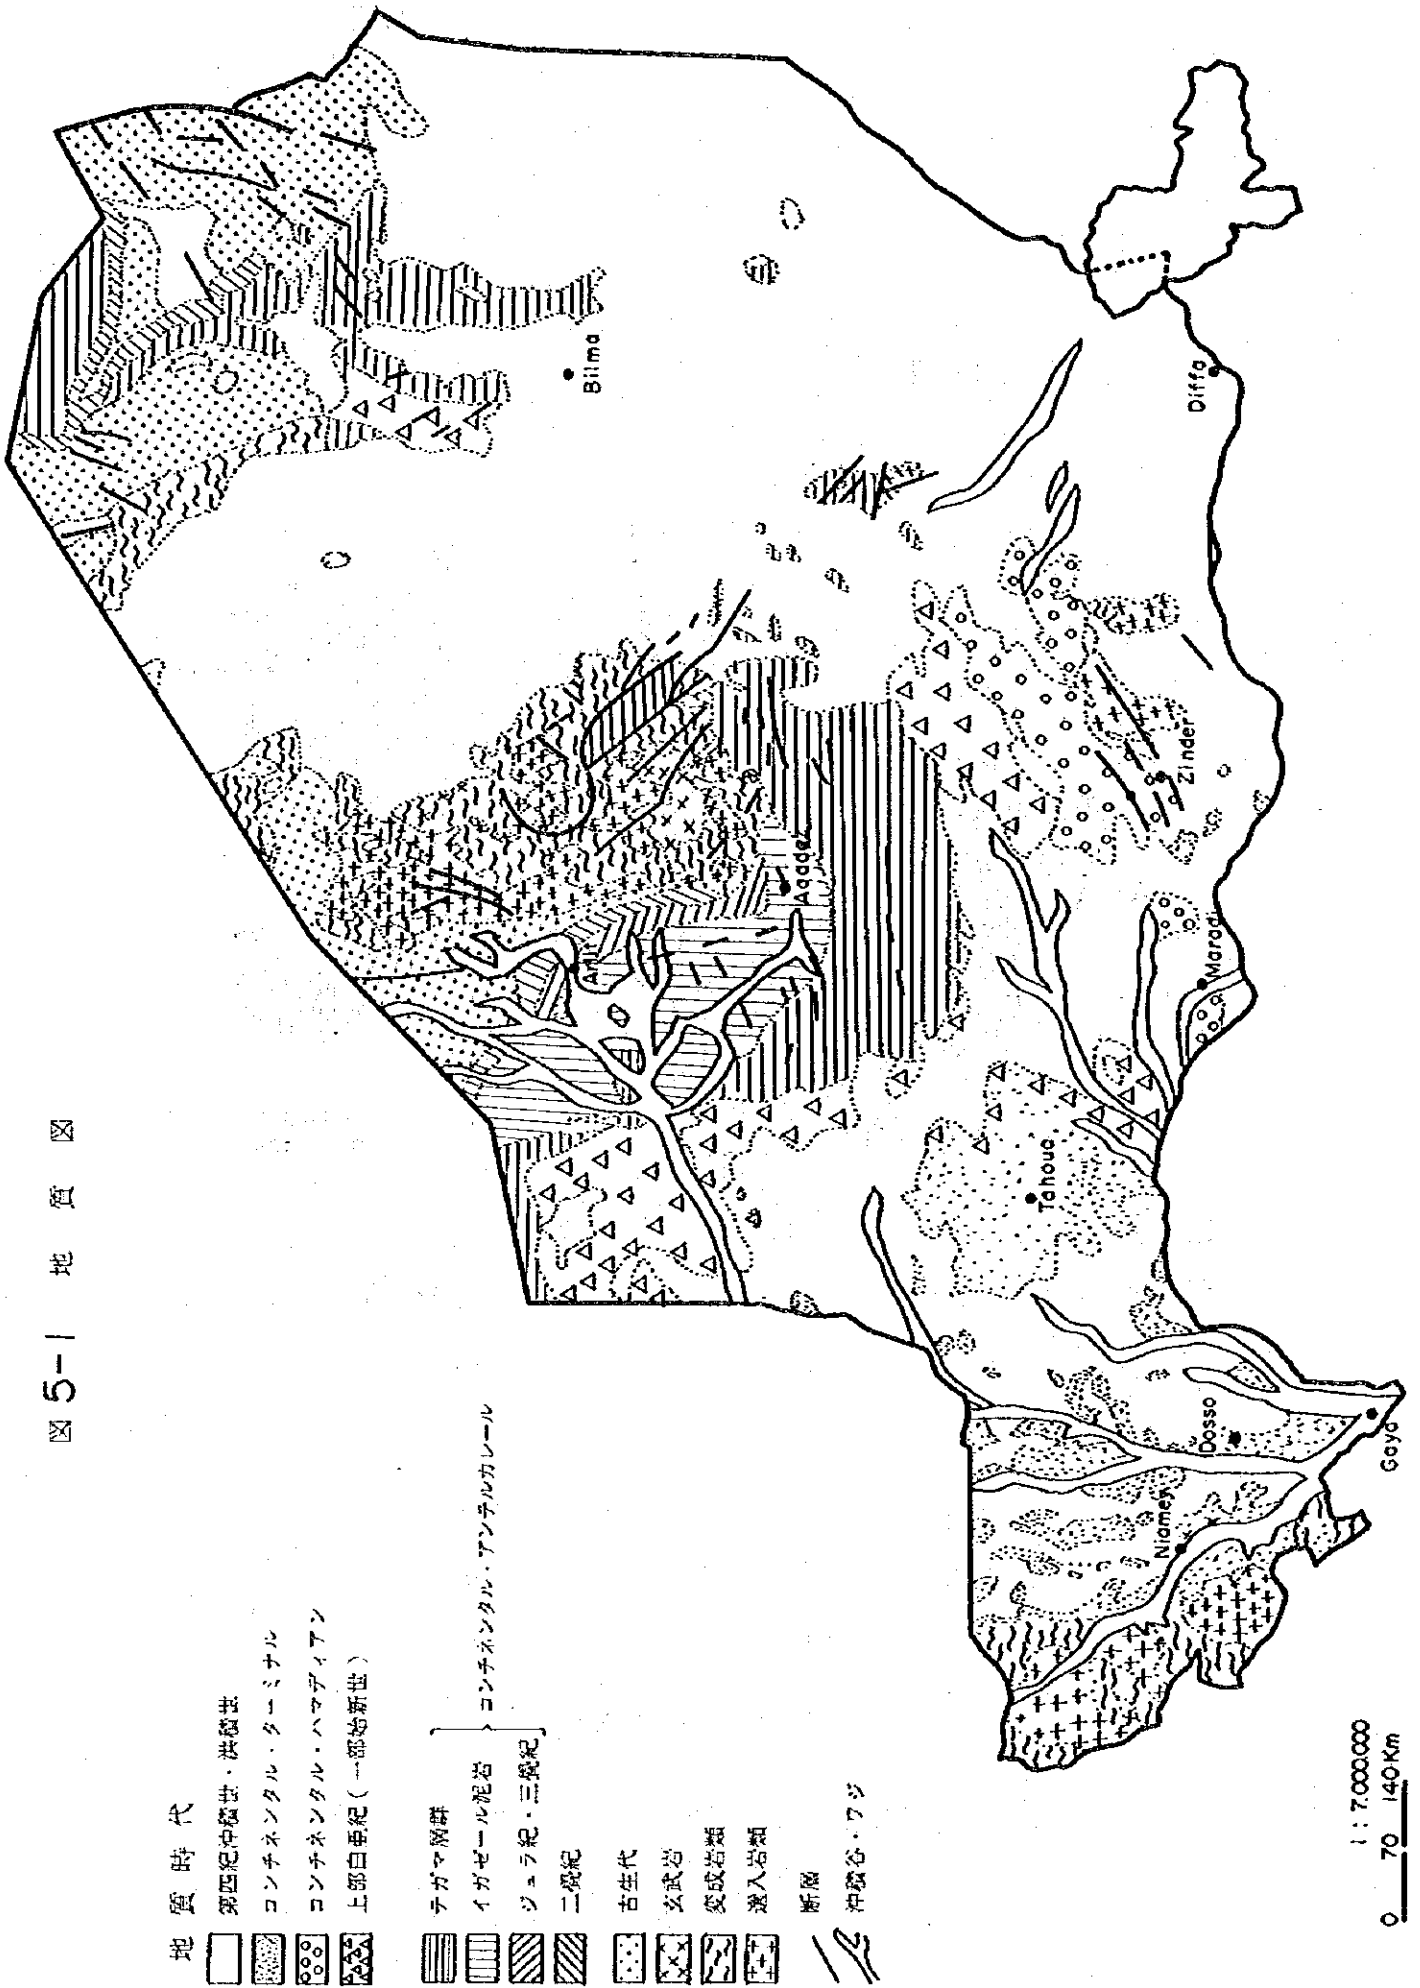 図 5-1 地 質 図
地 質 時 代
第四紀沖積世・洪積世
コンチネンタル・ターミナル
コンチネンタル・ハマディアン
上部白亜紀(一部始新世)
テガマ層群
イガゼール泥岩
ジュラ紀・三畳紀
コンチネンタル・アンテルカレール
二畳紀
古生代
玄武岩
変成岩類
進入岩類
断層
沖積谷・ワジ
Bilma
Agadez
Arli
Diffa
Zinder
Maradi
Tahoua
Dosso
Niamey
Gaya
1:7.000.000
0 70 140Km